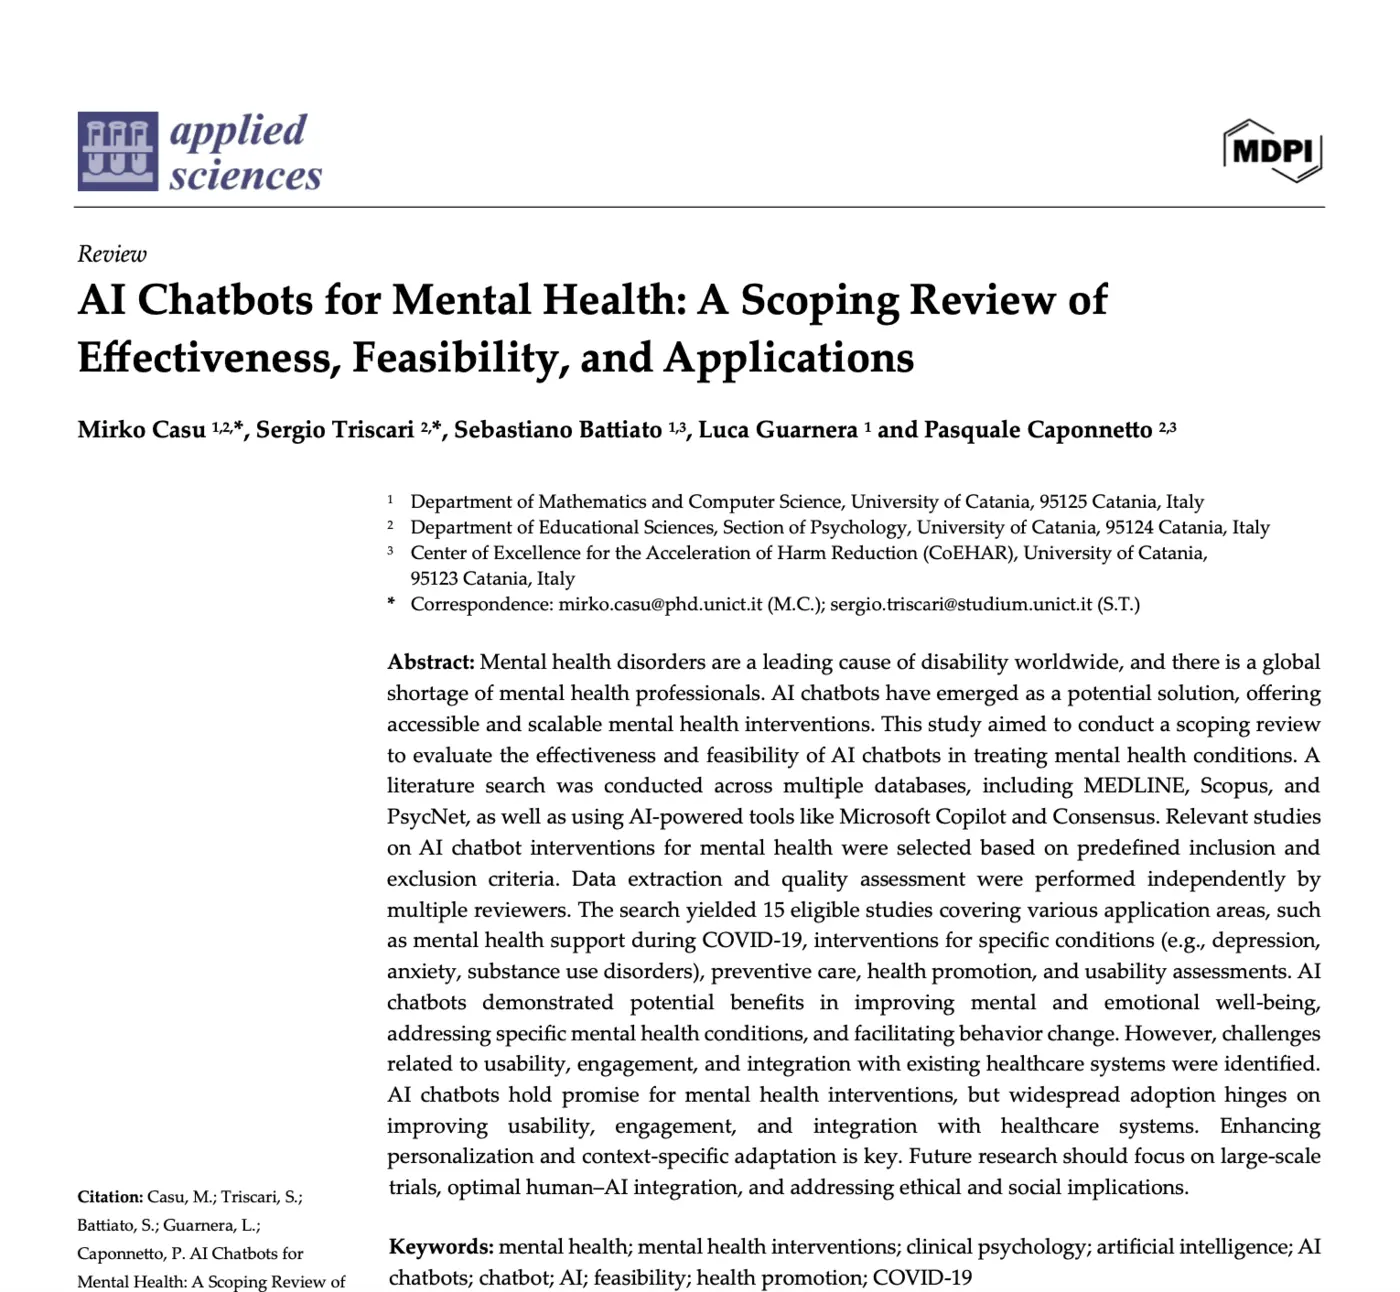 applied
sciences
MDPI
Review
AI Chatbots for Mental Health: A Scoping Review of
Effectiveness, Feasibility, and Applications
Mirko Casu 1,2,*, Sergio Triscari 2,*, Sebastiano Battiato 1,3, Luca Guarnera 1 and Pasquale Caponnetto 2,3
1 Department of Mathematics and Computer Science, University of Catania, 95125 Catania, Italy
2 Department of Educational Sciences, Section of Psychology, University of Catania, 95124 Catania, Italy
3 Center of Excellence for the Acceleration of Harm Reduction (CoEHAR), University of Catania,
95123 Catania, Italy
* Correspondence: mirko.casu@phd.unict.it (M.C.); sergio.triscari@studium.unict.it (S.T.)
Abstract: Mental health disorders are a leading cause of disability worldwide, and there is a global
shortage of mental health professionals. AI chatbots have emerged as a potential solution, offering
accessible and scalable mental health interventions. This study aimed to conduct a scoping review
to evaluate the effectiveness and feasibility of AI chatbots in treating mental health conditions. A
literature search was conducted across multiple databases, including MEDLINE, Scopus, and
PsycNet, as well as using AI-powered tools like Microsoft Copilot and Consensus. Relevant studies
on AI chatbot interventions for mental health were selected based on predefined inclusion and
exclusion criteria. Data extraction and quality assessment were performed independently by
multiple reviewers. The search yielded 15 eligible studies covering various application areas, such
as mental health support during COVID-19, interventions for specific conditions (e.g., depression,
anxiety, substance use disorders), preventive care, health promotion, and usability assessments. AI
chatbots demonstrated potential benefits in improving mental and emotional well-being,
addressing specific mental health conditions, and facilitating behavior change. However, challenges
related to usability, engagement, and integration with existing healthcare systems were identified.
AI chatbots hold promise for mental health interventions, but widespread adoption hinges on
improving usability, engagement, and integration with healthcare systems. Enhancing
personalization and context-specific adaptation is key. Future research should focus on large-scale
trials, optimal human–AI integration, and addressing ethical and social implications.
Keywords: mental health; mental health interventions; clinical psychology; artificial intelligence; AI
chatbots; chatbot; AI; feasibility; health promotion; COVID-19
Citation: Casu, M.; Triscari, S.;
Battiato, S.; Guarnera, L.;
Caponnetto, P. AI Chatbots for
Mental Health: A Scoping Review of